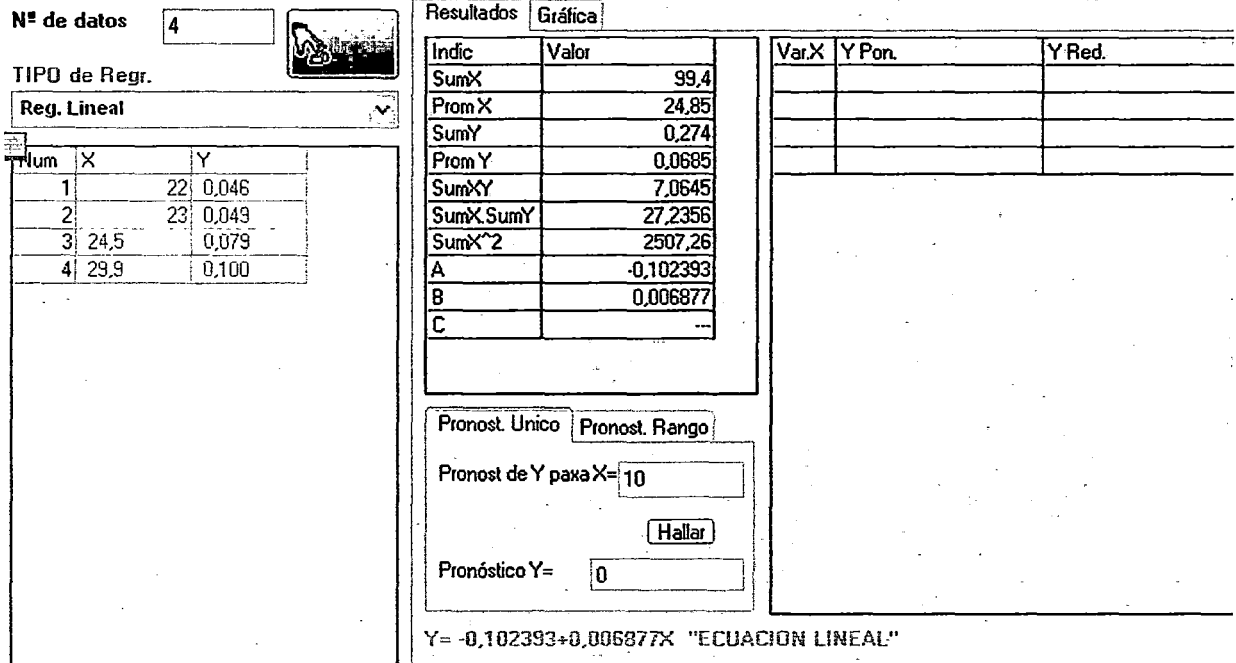 Nº de datos 4
TIPO de Regr.
Reg. Lineal
Num X Y
1 22 0,046
2 23 0,049
3 24,5 0,079
4 29,9 0,100
Resultados Gráfica
Indic Valor
SumX 99,4
Prom X 24,85
SumY 0,274
Prom Y 0,0685
SumXY 7,0645
SumX.SumY 27,2356
SumX^2 2507,26
A -0,102393
B 0,006877
C ---
Pronost. Unico Pronost. Rango
Pronost de Y paxa X= 10
Hallar
Pronóstico Y= 0
Y= -0,102393+0,006877X "ECUACION LINEAL"
Var.X Y Pon. Y Red.